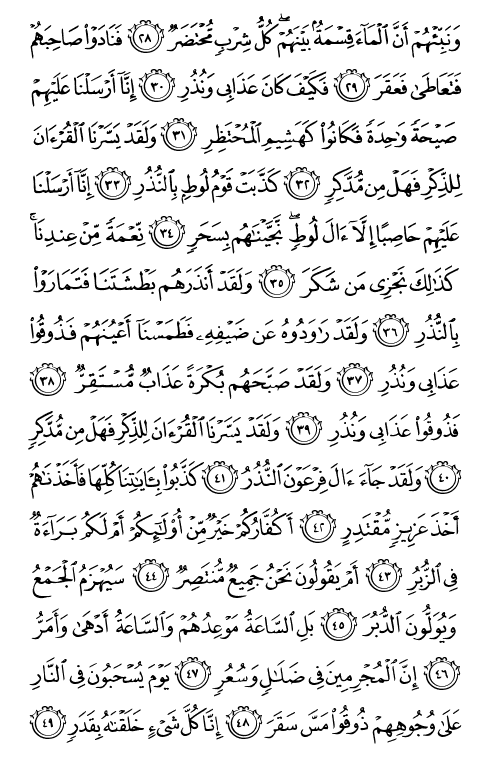 وَنَبِّئْهُمْ أَنَّ ٱلْمَآءَ قِسْمَةٌۢ بَيْنَهُمْ ۖ كُلُّ شِرْبٍ مُّحْتَضَرٌ ٢٨ فَنَادَوْا۟ صَاحِبَهُمْ
فَتَعَاطَىٰ فَعَقَرَ ٢٩ فَكَيْفَ كَانَ عَذَابِى وَنُذُرِ ٣٠ إِنَّآ أَرْسَلْنَا عَلَيْهِمْ
صَيْحَةً وَٰحِدَةً فَكَانُوا۟ كَهَشِيمِ ٱلْمُحْتَظِرِ ٣١ وَلَقَدْ يَسَّرْنَا ٱلْقُرْءَانَ
لِلذِّكْرِ فَهَلْ مِن مُّدَّكِرٍ ٣٢ كَذَّبَتْ قَوْمُ لُوطٍۭ بِٱلنُّذُرِ ٣٣ إِنَّآ أَرْسَلْنَا
عَلَيْهِمْ حَاصِبًا إِلَّآ ءَالَ لُوطٍ ۖ نَّجَّيْنَٰهُم بِسَحَرٍ ٣٤ نِّعْمَةً مِّنْ عِندِنَا ۚ
كَذَٰلِكَ نَجْزِى مَن شَكَرَ ٣٥ وَلَقَدْ أَنذَرَهُم بَطْشَتَنَا فَتَمَارَوْا۟
بِٱلنُّذُرِ ٣٦ وَلَقَدْ رَٰوَدُوهُ عَن ضَيْفِهِۦ فَطَمَسْنَآ أَعْيُنَهُمْ فَذُوقُوا۟
عَذَابِى وَنُذُرِ ٣٧ وَلَقَدْ صَبَّحَهُم بُكْرَةً عَذَابٌ مُّسْتَقِرٌّ ٣٨
فَذُوقُوا۟ عَذَابِى وَنُذُرِ ٣٩ وَلَقَدْ يَسَّرْنَا ٱلْقُرْءَانَ لِلذِّكْرِ فَهَلْ مِن مُّدَّكِرٍ
٤٠ وَلَقَدْ جَآءَ ءَالَ فِرْعَوْنَ ٱلنُّذُرُ ٤١ كَذَّبُوا۟ بِـَٔايَٰتِنَا كُلِّهَا فَأَخَذْنَٰهُمْ
أَخْذَ عَزِيزٍ مُّقْتَدِرٍ ٤٢ أَكُفَّارُكُمْ خَيْرٌ مِّنْ أُو۟لَٰٓئِكُمْ أَمْ لَكُم بَرَآءَةٌ
فِى ٱلزُّبُرِ ٤٣ أَمْ يَقُولُونَ نَحْنُ جَمِيعٌ مُّنتَصِرٌ ٤٤ سَيُهْزَمُ ٱلْجَمْعُ
وَيُوَلُّونَ ٱلدُّبُرَ ٤٥ بَلِ ٱلسَّاعَةُ مَوْعِدُهُمْ وَٱلسَّاعَةُ أَدْهَىٰ وَأَمَرُّ
٤٦ إِنَّ ٱلْمُجْرِمِينَ فِى ضَلَٰلٍ وَسُعُرٍ ٤٧ يَوْمَ يُسْحَبُونَ فِى ٱلنَّارِ
عَلَىٰ وُجُوهِهِمْ ذُوقُوا۟ مَسَّ سَقَرَ ٤٨ إِنَّا كُلَّ شَىْءٍ خَلَقْنَٰهُ بِقَدَرٍ ٤٩